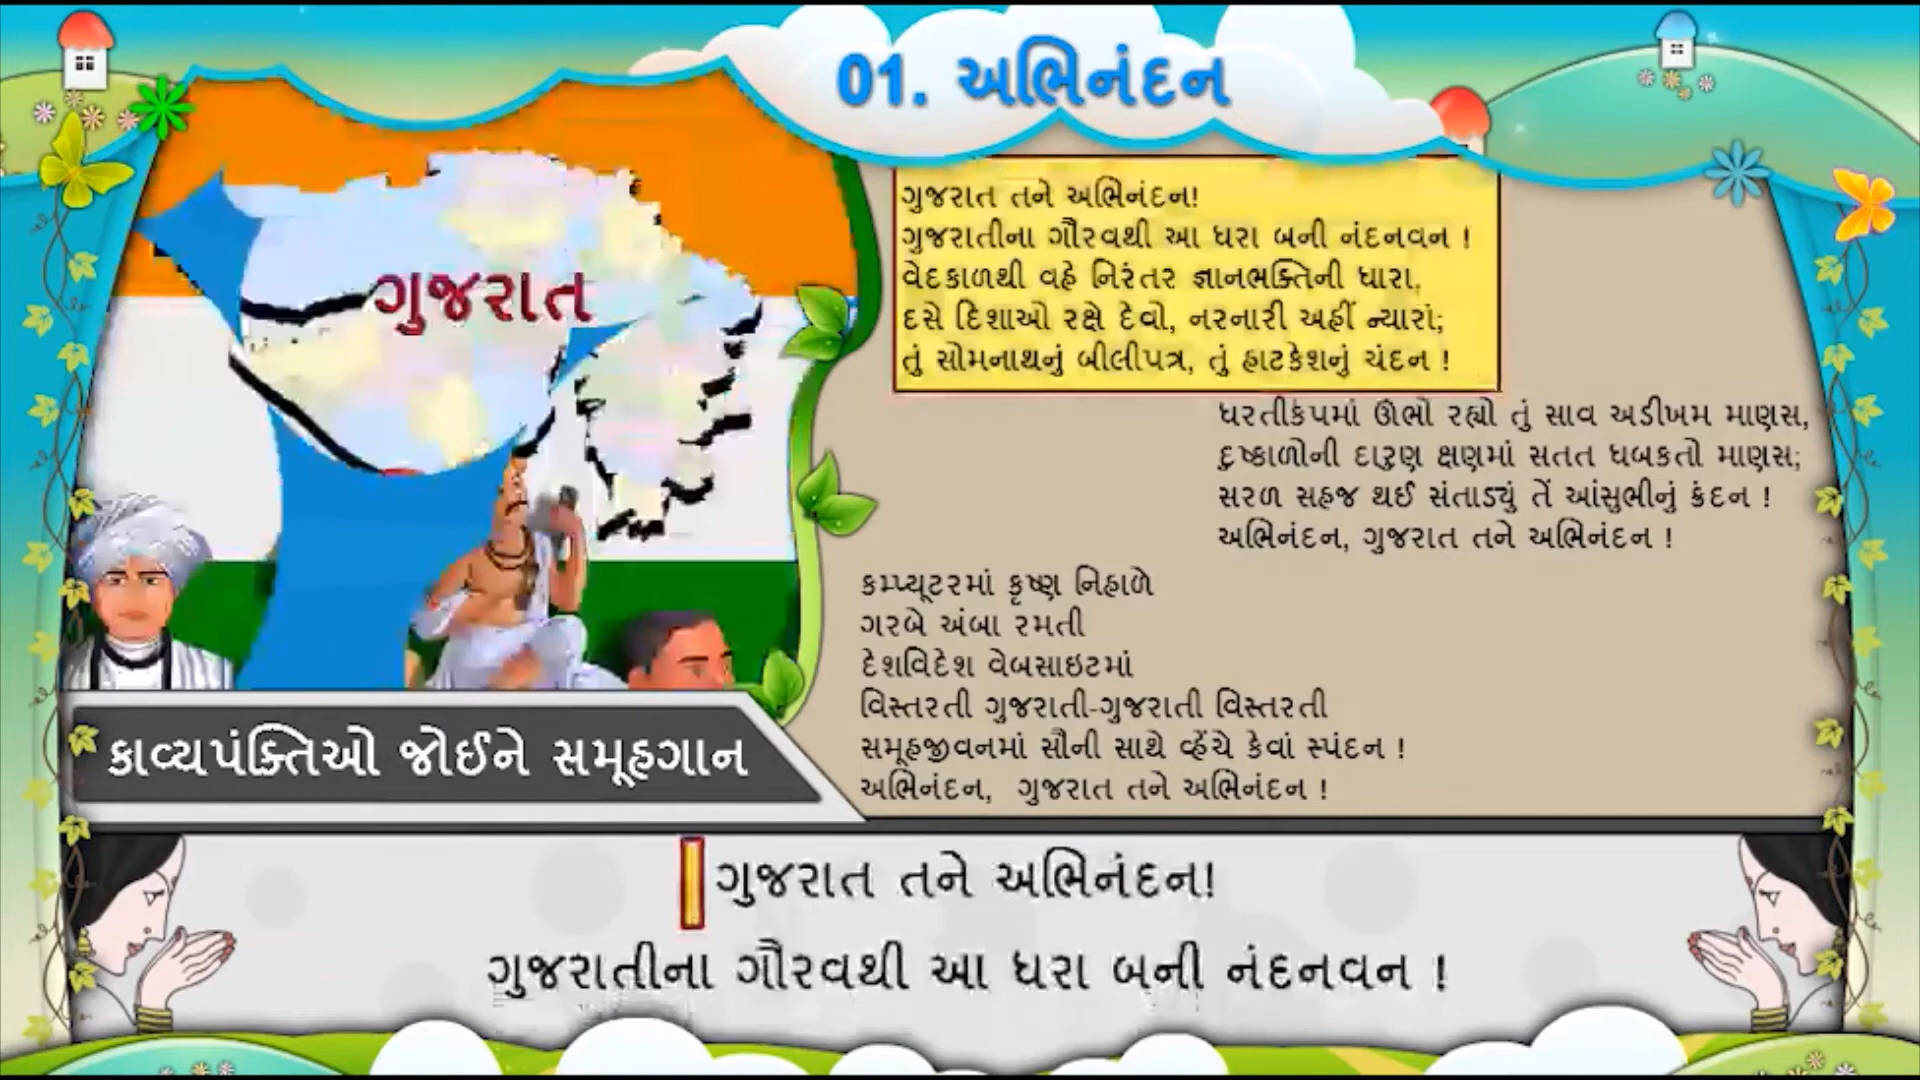 01. અભિનંદન
ગુજરાત
ગુજરાત તને અભિનંદન!
ગુજરાતીના ગૌરવથી આ ધરા બની નંદનવન !
વેદકાળથી વહે નિરંતર જ્ઞાનભક્તિની ધારા,
દસે દિશાઓ રક્ષે દેવો, નરનારી અહીં ન્યારાં;
તું સોમનાથનું બીલીપત્ર, તું હાટકેશનું ચંદન !
ધરતીકંપમાં ઊભો રહ્યો તું સાવ અડીખમ માણસ,
દુષ્કાળોની દારુણ ક્ષણમાં સતત ધબકતો માણસ;
સરળ સહજ થઈ સંતાડ્યું તેં આંસુભીનું ક્રંદન !
અભિનંદન, ગુજરાત તને અભિનંદન !
કમ્પ્યૂટરમાં કૃષ્ણ નિહાળે
ગરબે અંબા રમતી
દેશવિદેશ વેબસાઇટમાં
વિસ્તરતી ગુજરાતી-ગુજરાતી વિસ્તરતી
સમૂહજીવનમાં સૌની સાથે વ્હેંચે કેવાં સ્પંદન !
અભિનંદન, ગુજરાત તને અભિનંદન !
કાવ્યપંક્તિઓ જોઈને સમૂહગાન
ગુજરાત તને અભિનંદન!
ગુજરાતીના ગૌરવથી આ ધરા બની નંદનવન !